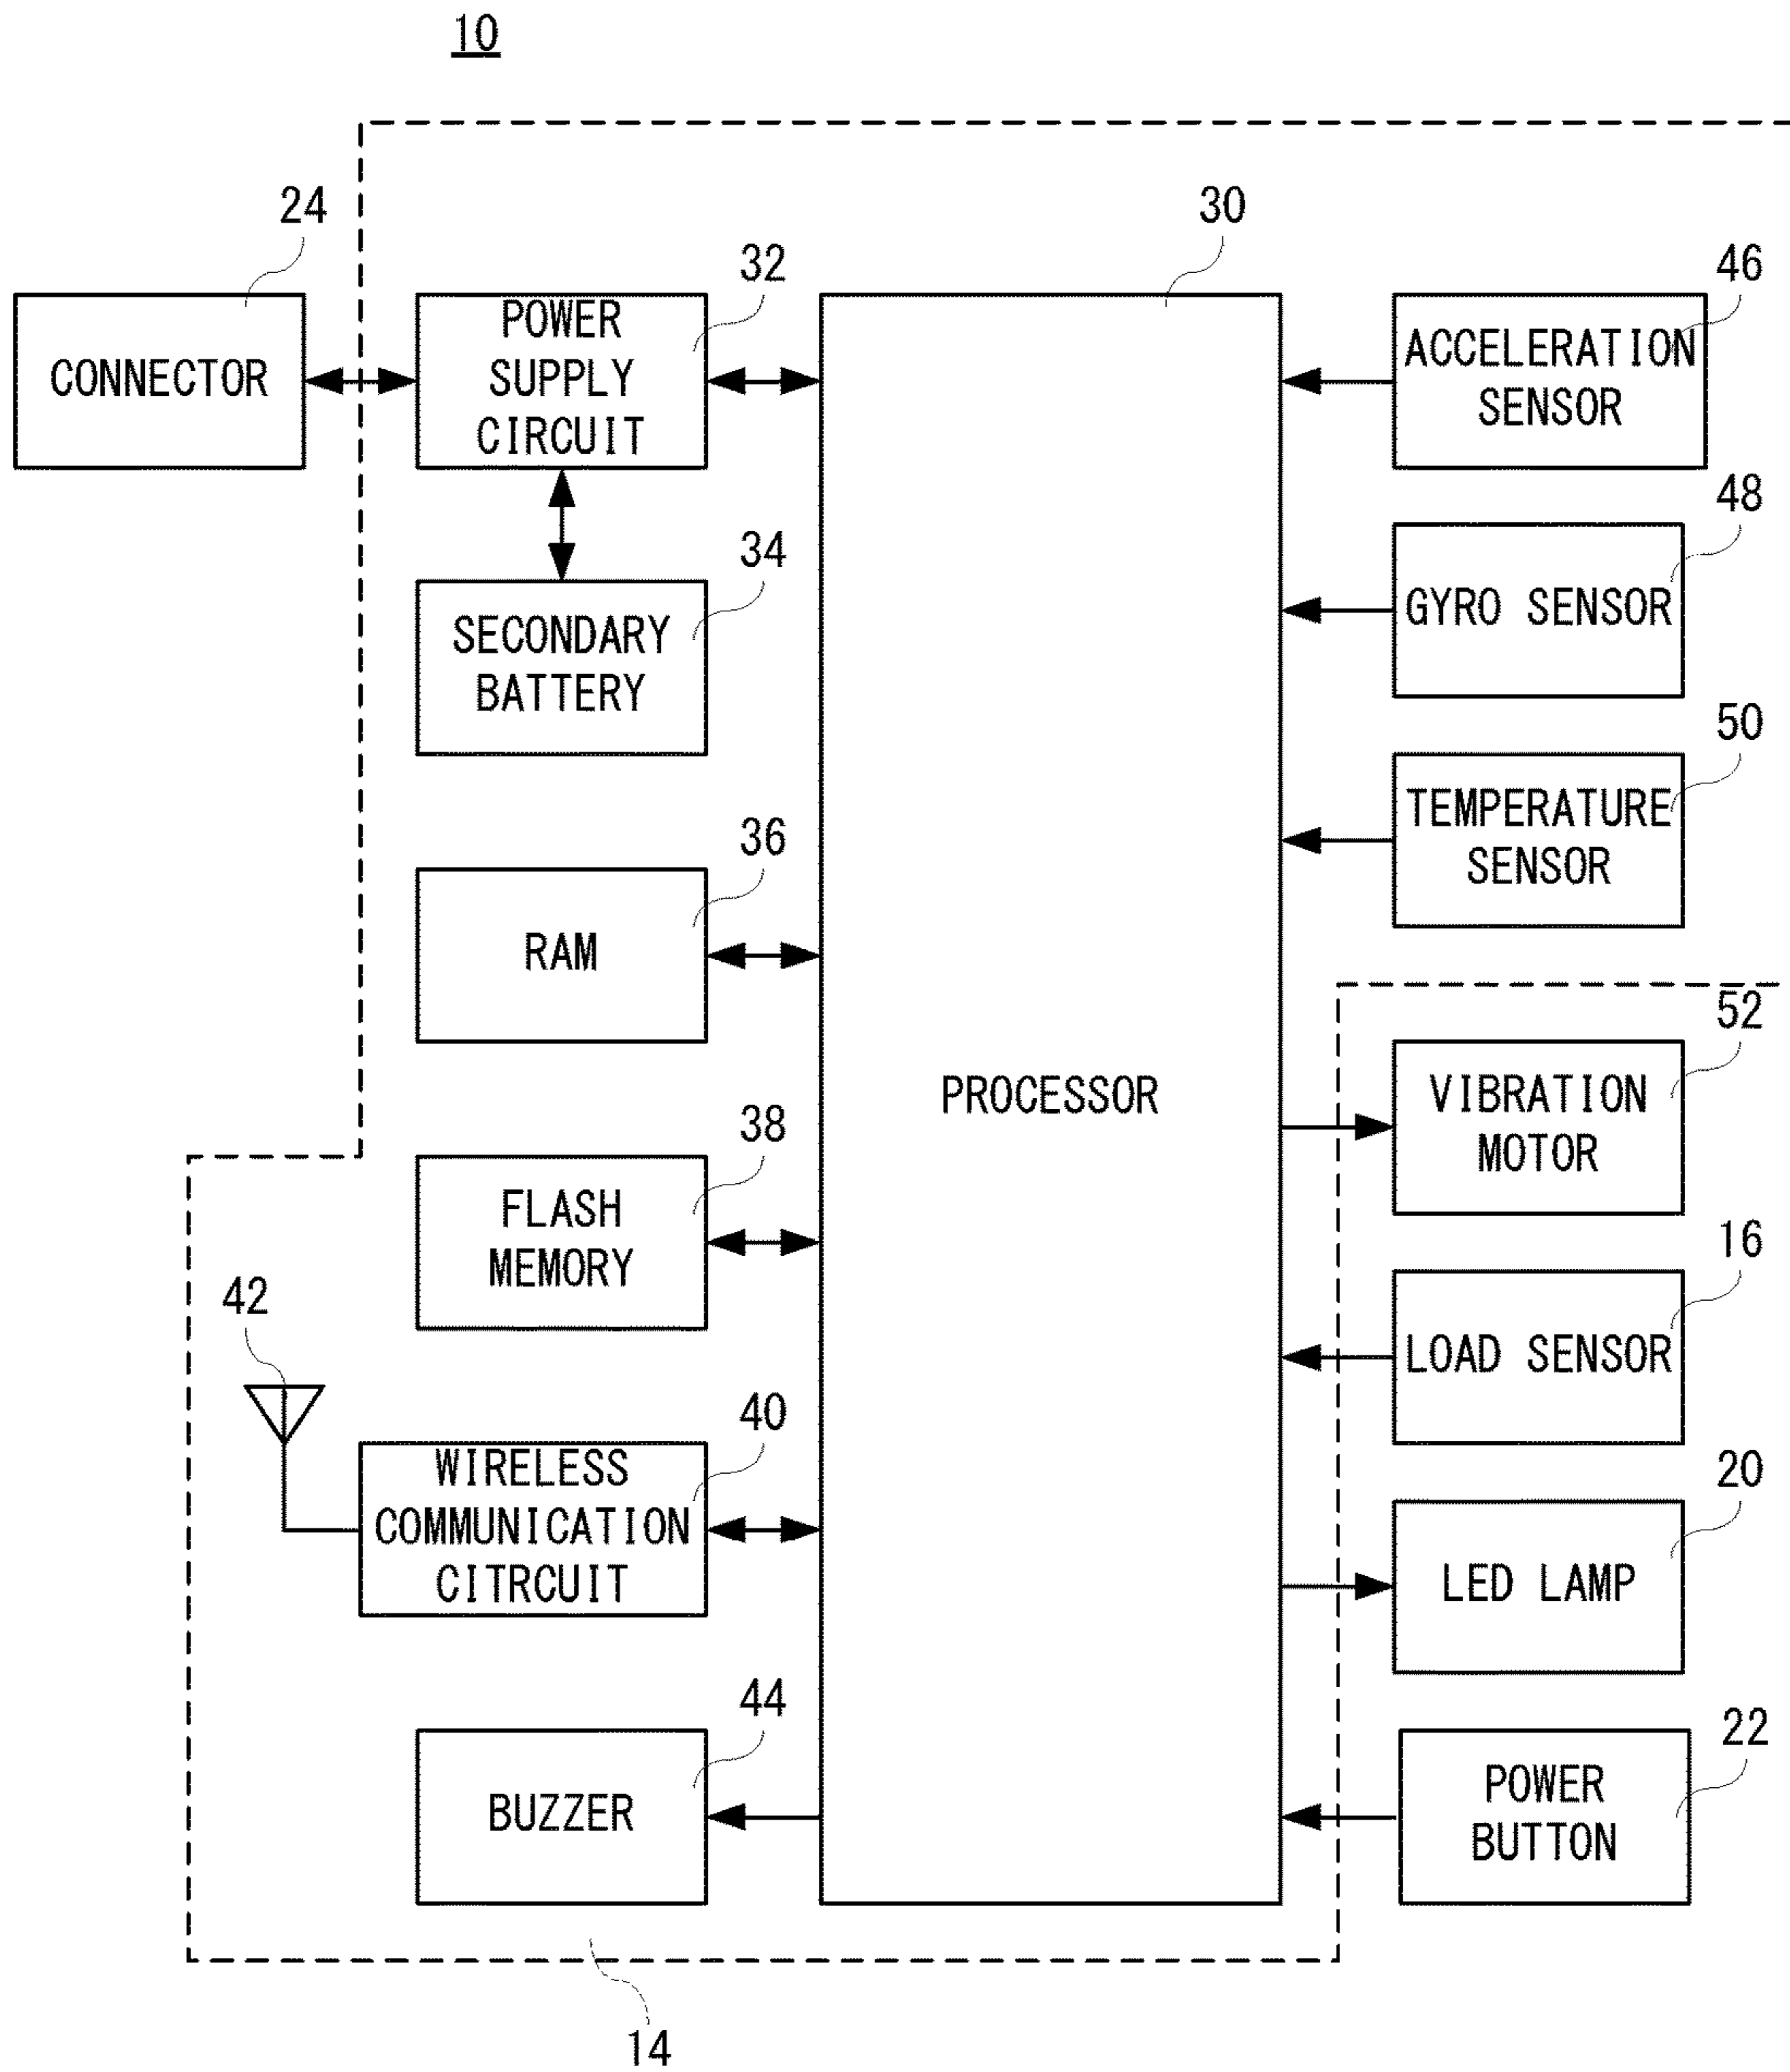 10
24
CONNECTOR
32
POWER
SUPPLY
CIRCUIT
34
SECONDARY
BATTERY
36
RAM
38
FLASH
MEMORY
42
40
WIRELESS
COMMUNICATION
CITRCUIT
44
BUZZER
30
PROCESSOR
46
ACCELERATION
SENSOR
48
GYRO SENSOR
50
TEMPERATURE
SENSOR
52
VIBRATION
MOTOR
16
LOAD SENSOR
20
LED LAMP
22
POWER
BUTTON
14